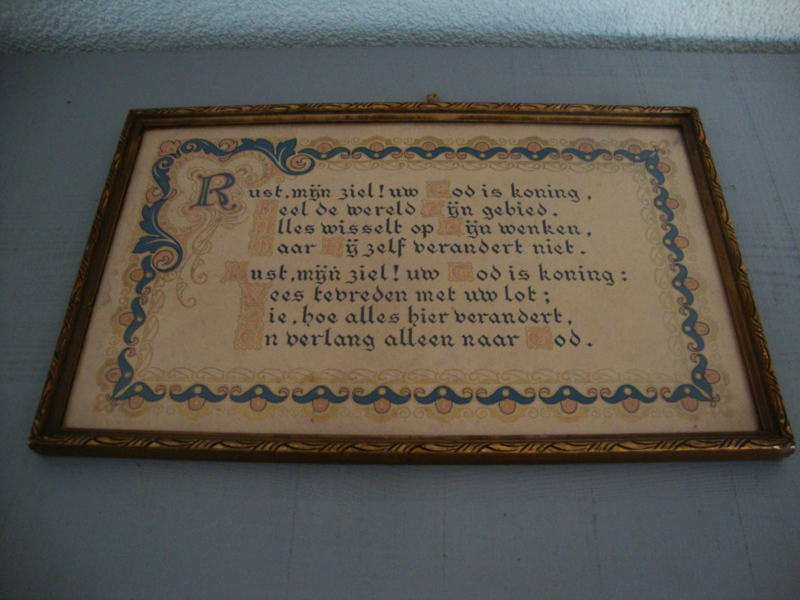 Rust, mijn ziel! uw God is koning,
Heel de wereld Zijn gebied.
Alles wisselt op Zijn wenken,
Maar Hij zelf verandert niet.
Rust, mijn ziel! uw God is koning:
Wees tevreden met uw lot;
Zie, hoe alles hier verandert,
En verlang alleen naar God.